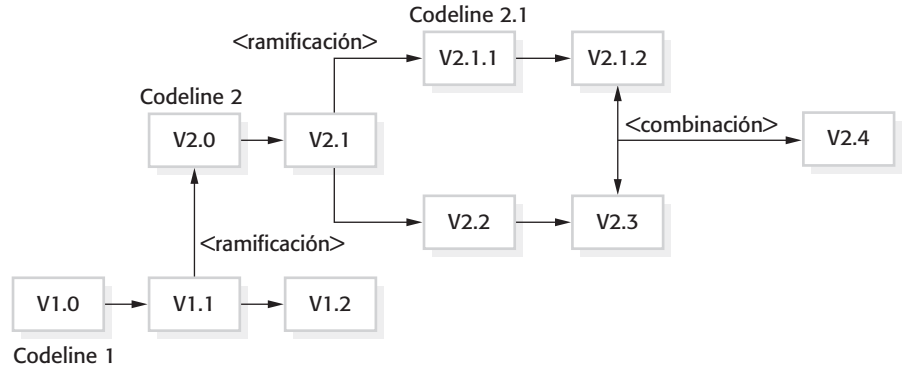 Codeline 2.1
<ramificación>
V2.1.1
V2.1.2
Codeline 2
V2.0
V2.1
<combinación>
V2.4
V2.2
V2.3
<ramificación>
V1.0
V1.1
V1.2
Codeline 1